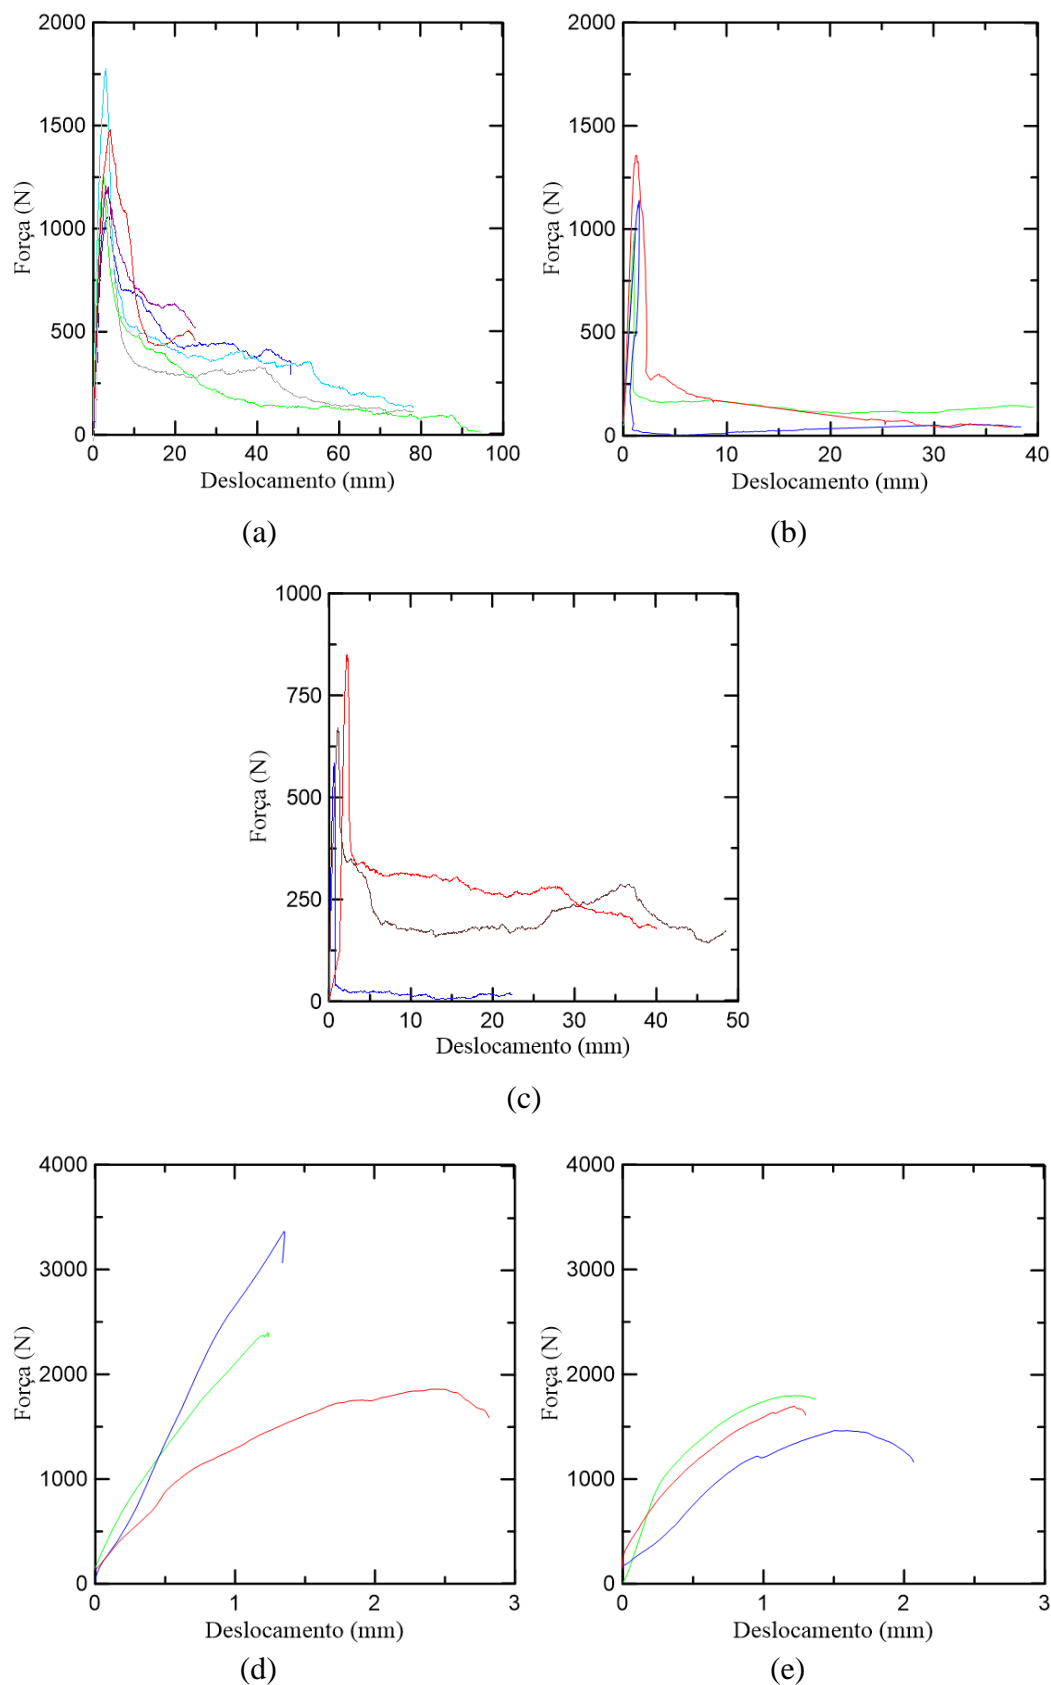 2000
1500
1000
500
0
Força (N)
0 20 40 60 80 100
Deslocamento (mm)
(a)
2000
1500
1000
500
0
Força (N)
0 10 20 30 40
Deslocamento (mm)
(b)
1000
750
500
250
0
Força (N)
0 10 20 30 40 50
Deslocamento (mm)
(c)
4000
3000
2000
1000
0
Força (N)
0 1 2 3
Deslocamento (mm)
(d)
4000
3000
2000
1000
0
Força (N)
0 1 2 3
Deslocamento (mm)
(e)